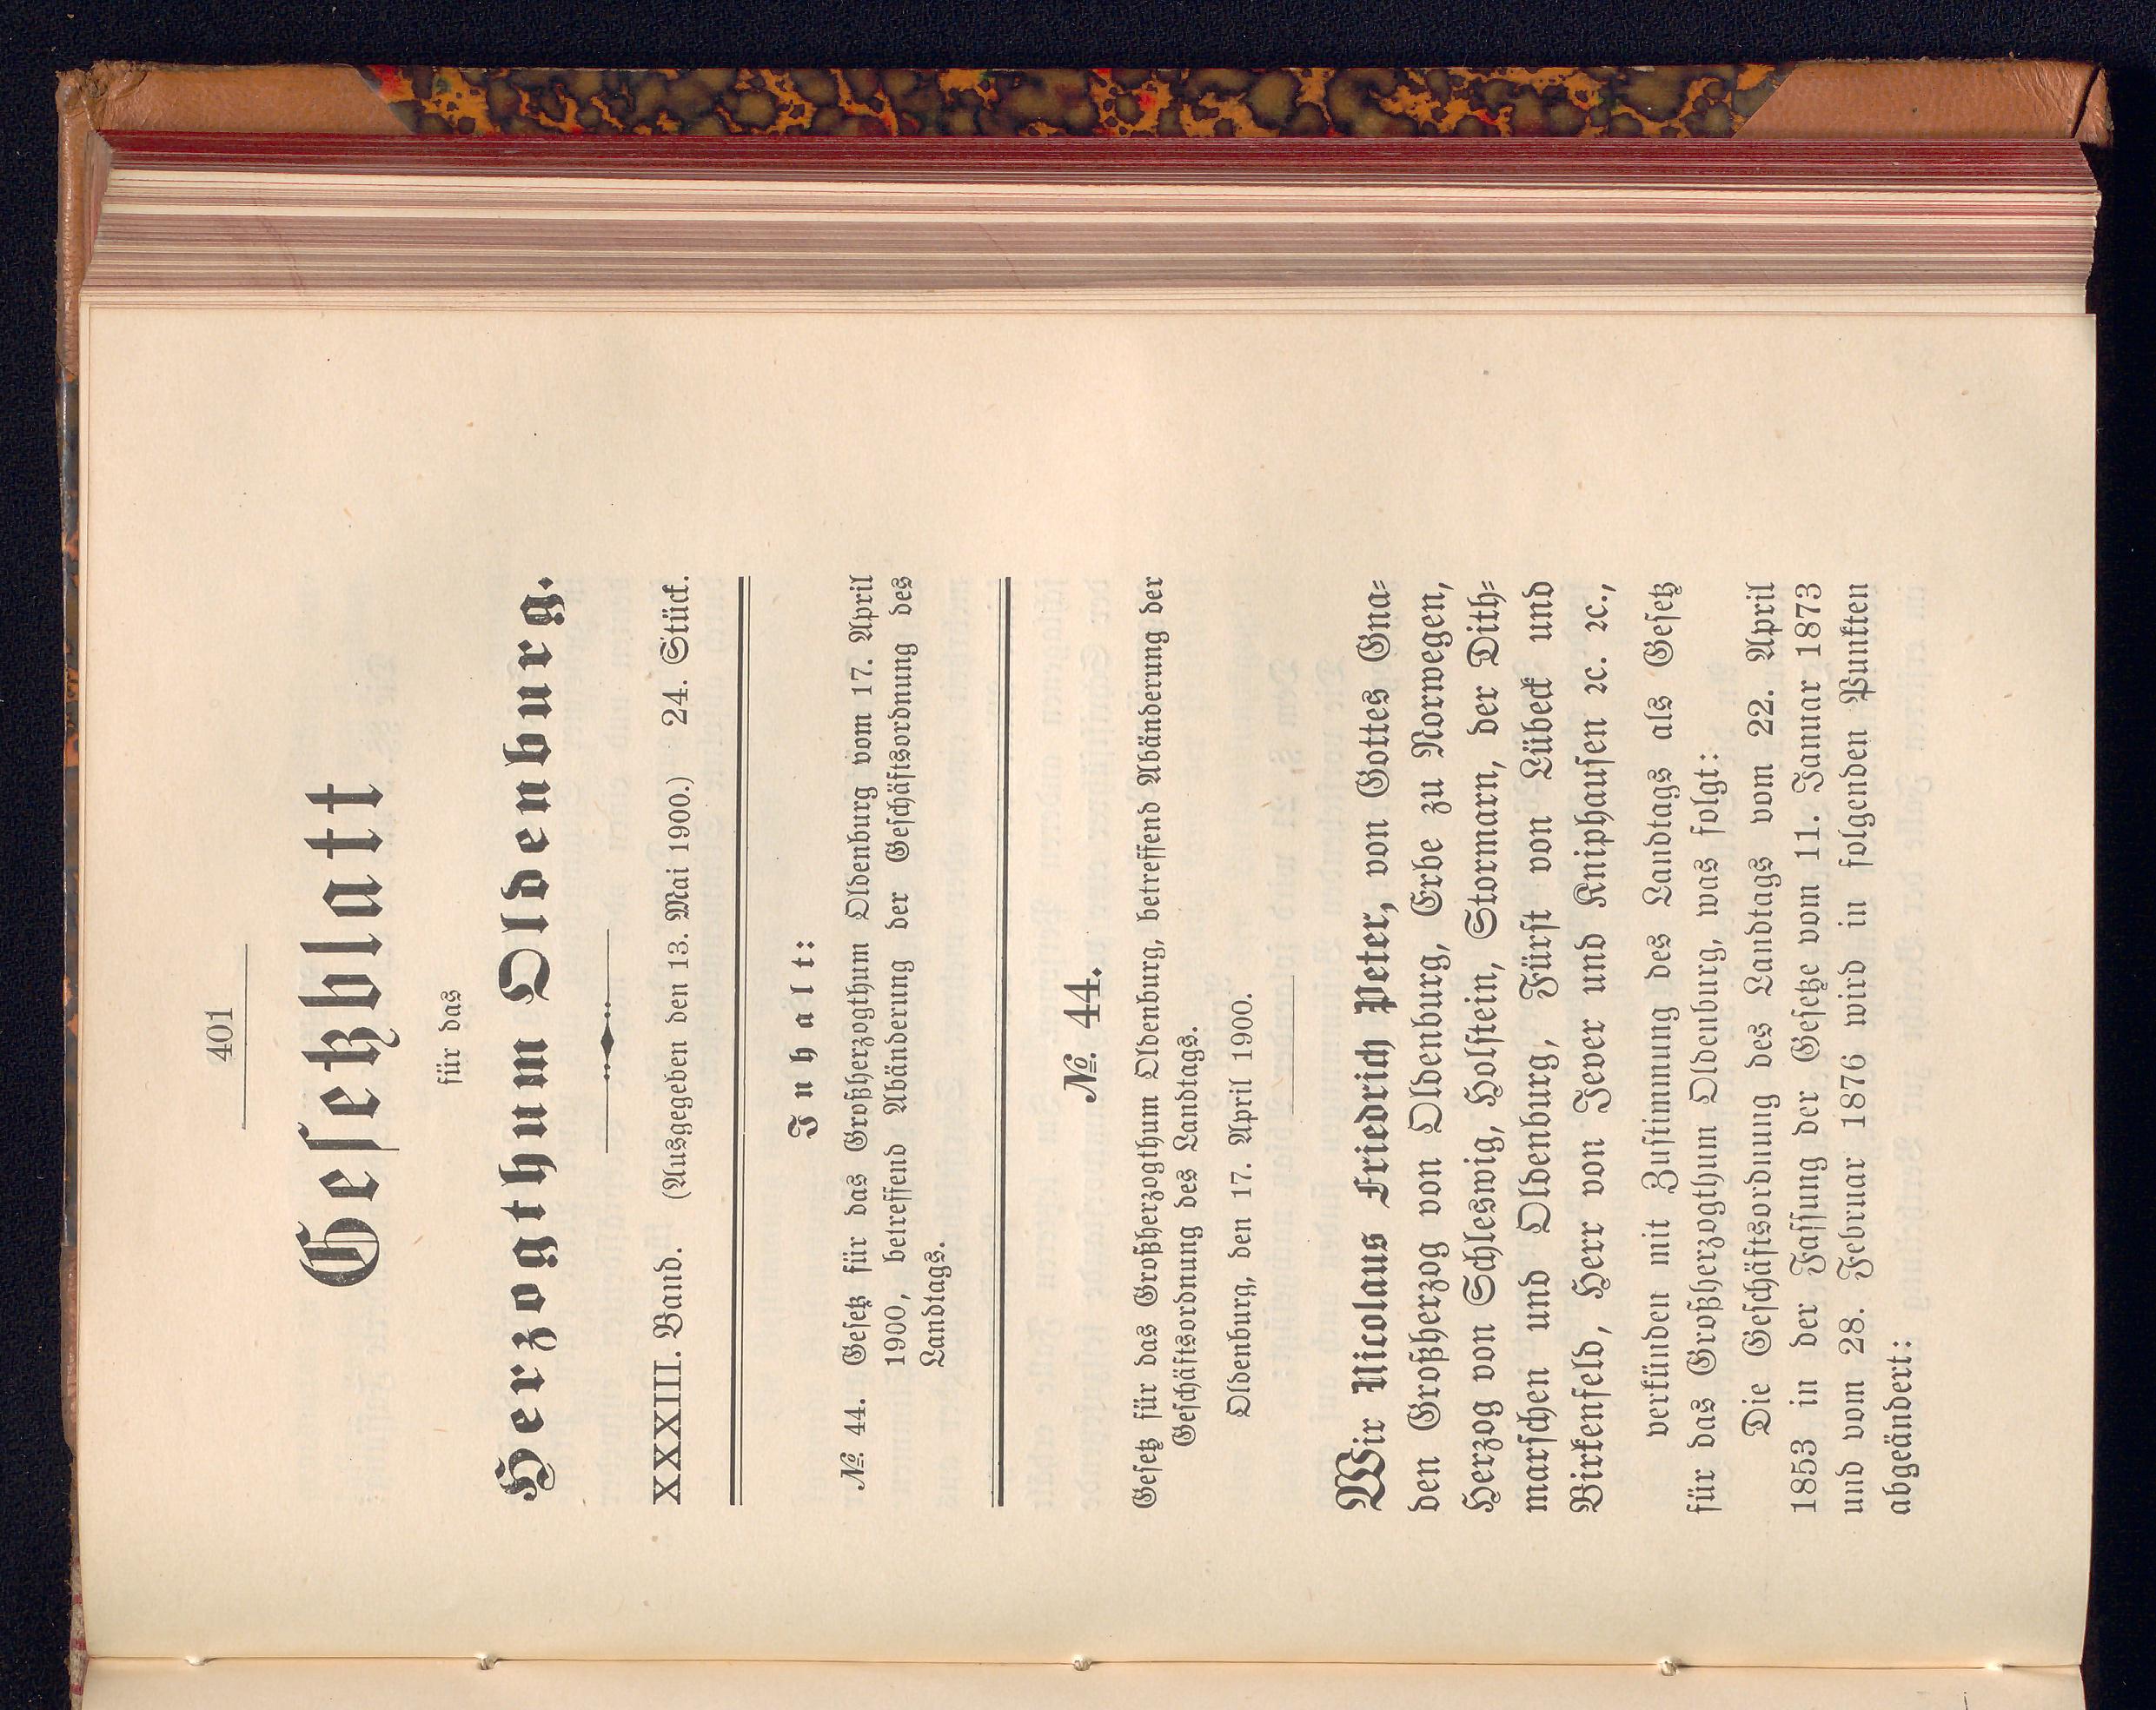 401
Gesetzblatt
für das
Herzogthum Oldenburg.
XXXIII. Band. (Ausgegeben den 13. Mai 1900.) 24. Stück.
Inhalt:
№. 44. Gesetz für das Großherzogthum Oldenburg vom 17. April
1900, betreffend Abänderung der Geschäftsordnung des
Landtags.
№. 44.
Gesetz für das Großherzogthum Oldenburg, betreffend Abänderung der
Geschäftsordnung des Landtags.
Oldenburg, den 17. April 1900.
Wir Nicolaus Friedrich Peter, von Gottes Gna=
den Großherzog von Oldenburg, Erbe zu Norwegen,
Herzog von Schleswig, Holstein, Stormarn, der Dith=
marschen und Oldenburg, Fürst von Lübeck und
Birkenfeld, Herr von Jever und Kniphausen ꝛc. ꝛc.,
verkünden mit Zustimmung des Landtags als Gesetz
für das Großherzogthum Oldenburg, was folgt:
Die Geschäftsordnung des Landtags vom 22. April
1853 in der Fassung der Gesetze vom 11. Januar 1873
und vom 28. Februar 1876 wird in folgenden Punkten
abgeändert: